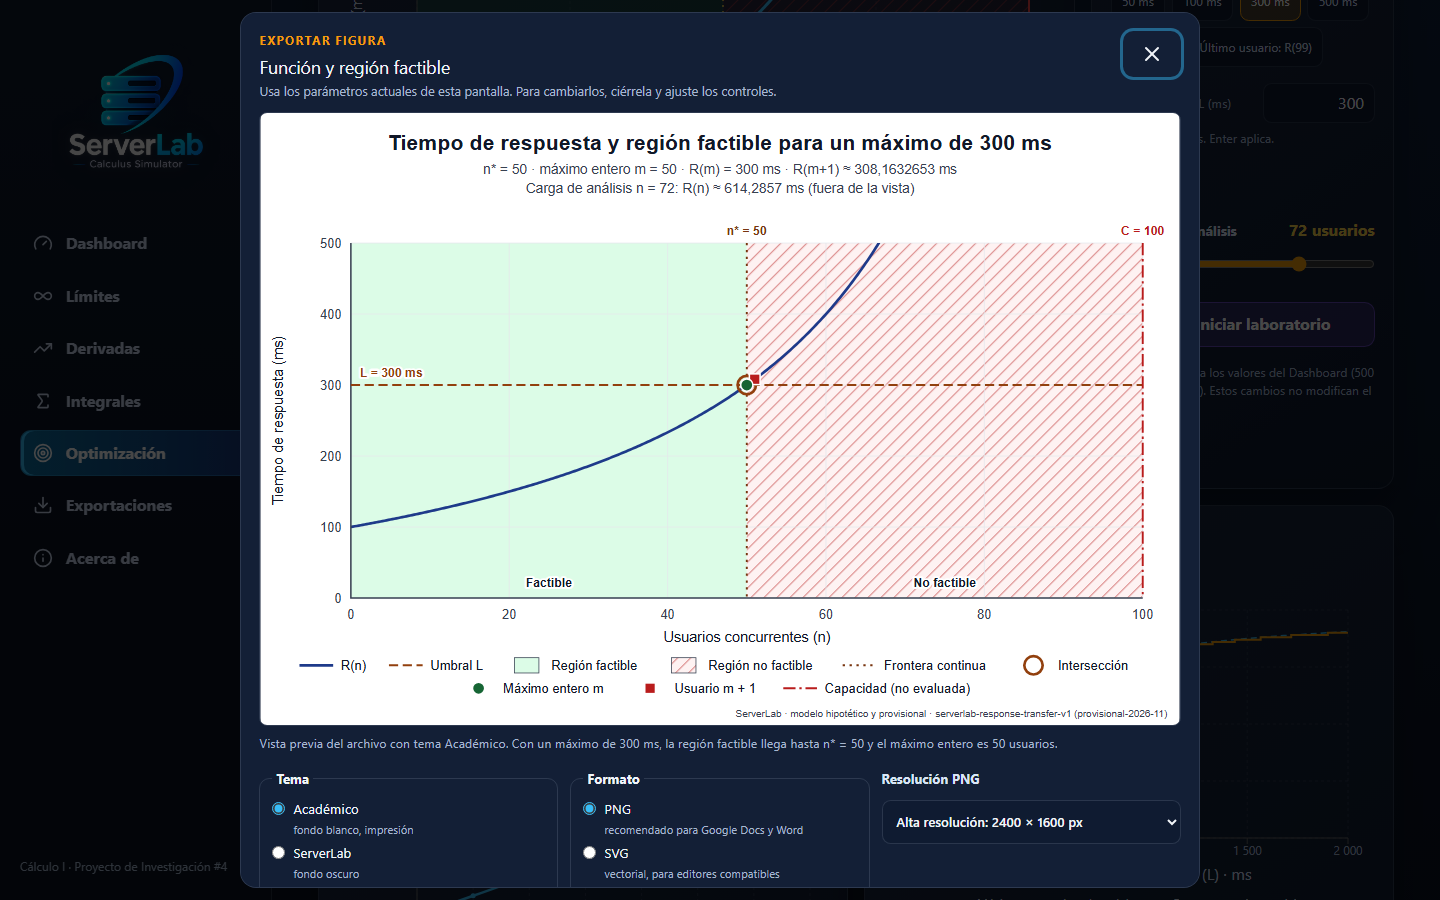 ServerLab
Calculus Simulator
Dashboard
Límites
Derivadas
Integrales
Optimización
Exportaciones
Acerca de
Cálculo I · Proyecto de Investigación #4
EXPORTAR FIGURA
Función y región factible
Usa los parámetros actuales de esta pantalla. Para cambiarlos, ciérrela y ajuste los controles.
Tiempo de respuesta y región factible para un máximo de 300 ms
n* = 50 · máximo entero m = 50 · R(m) = 300 ms · R(m+1) ≈ 308,1632653 ms
Carga de análisis n = 72: R(n) ≈ 614,2857 ms (fuera de la vista)
n* = 50
C = 100
500
400
300
200
100
0
L = 300 ms
Tiempo de respuesta (ms)
Factible
No factible
0 20 40 60 80 100
Usuarios concurrentes (n)
R(n) Umbral L Región factible Región no factible Frontera continua Intersección
Máximo entero m Usuario m + 1 Capacidad (no evaluada)
ServerLab · modelo hipotético y provisional · serverlab-response-transfer-v1 (provisional-2026-11)
Vista previa del archivo con tema Académico. Con un máximo de 300 ms, la región factible llega hasta n* = 50 y el máximo entero es 50 usuarios.
Tema
Académico
fondo blanco, impresión
ServerLab
fondo oscuro
Formato
PNG
recomendado para Google Docs y Word
SVG
vectorial, para editores compatibles
Resolución PNG
Alta resolución: 2400 × 1600 px
50 ms 100 ms 300 ms 500 ms
Último usuario: R(99)
L (ms) 300
s. Enter aplica.
nálisis 72 usuarios
niciar laboratorio
a los valores del Dashboard (500
). Estos cambios no modifican el
1 500 2 000
(L) · ms